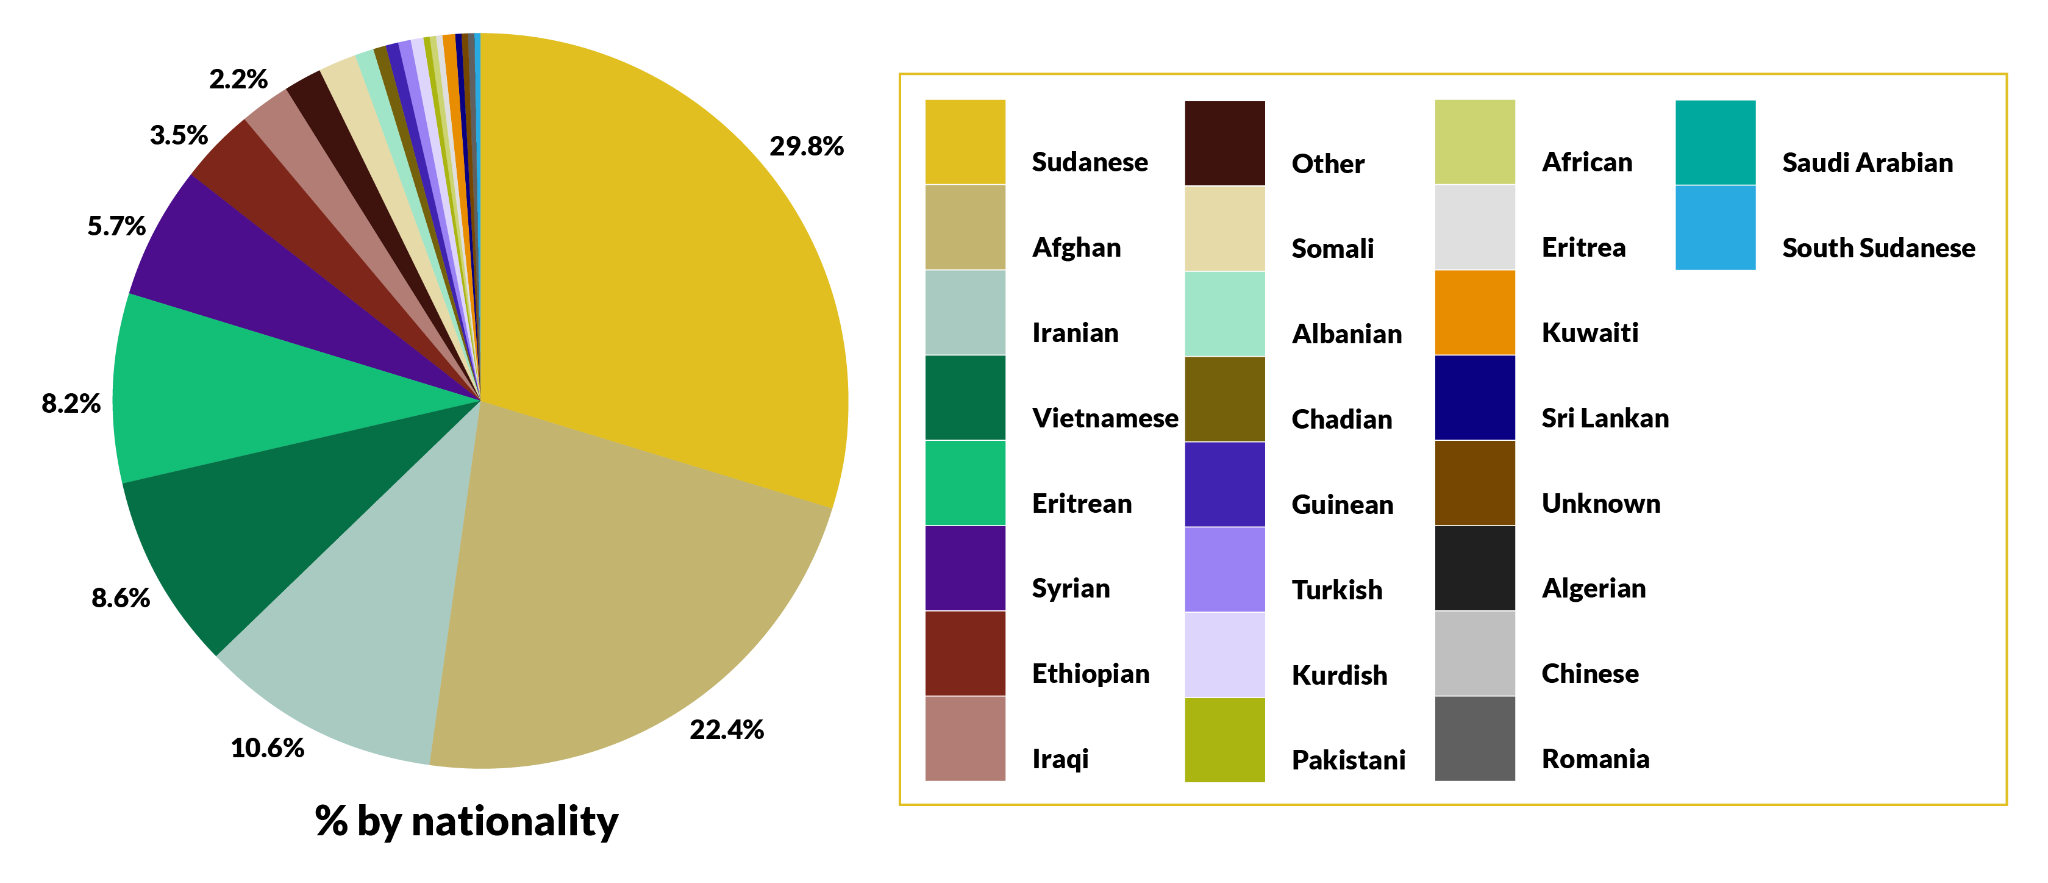 2.2%
3.5%
5.7%
8.2%
8.6%
10.6%
22.4%
29.8%
% by nationality
Sudanese
Afghan
Iranian
Vietnamese
Eritrean
Syrian
Ethiopian
Iraqi
Other
Somali
Albanian
Chadian
Guinean
Turkish
Kurdish
Pakistani
African
Eritrea
Kuwaiti
Sri Lankan
Unknown
Algerian
Chinese
Romania
Saudi Arabian
South Sudanese